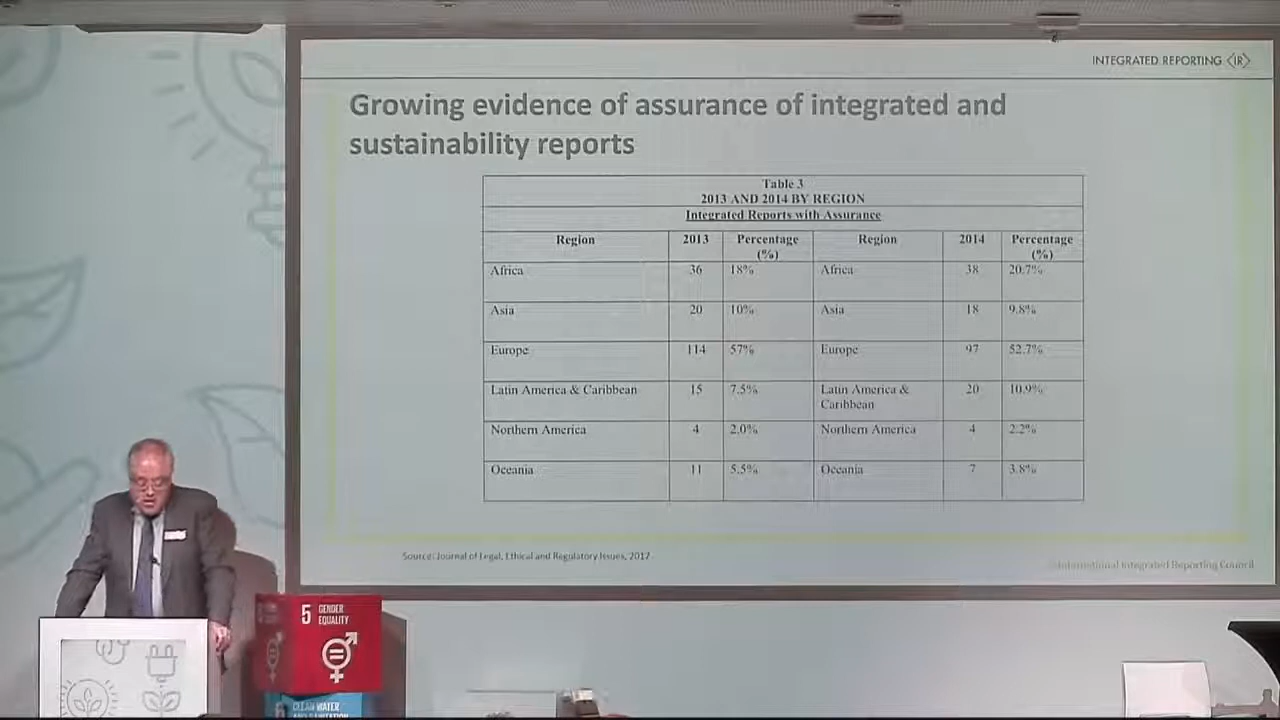 INTEGRATED REPORTING <IR>
Growing evidence of assurance of integrated and
sustainability reports
Table 3
2013 AND 2014 BY REGION
Integrated Reports with Assurance
Region 2013 Percentage (%) Region 2014 Percentage (%)
Africa 36 18% Africa 38 20.7%
Asia 20 10% Asia 18 9.8%
Europe 114 57% Europe 97 52.7%
Latin America & Caribbean 15 7.5% Latin America & Caribbean 20 10.9%
Northern America 4 2.0% Northern America 4 2.2%
Oceania 11 5.5% Oceania 7 3.8%
Source: Journal of Legal, Ethical and Regulatory Issues, 2017
International Integrated Reporting Council
5 GENDER
EQUALITY
6 CLEAN WATER
AND SANITATION